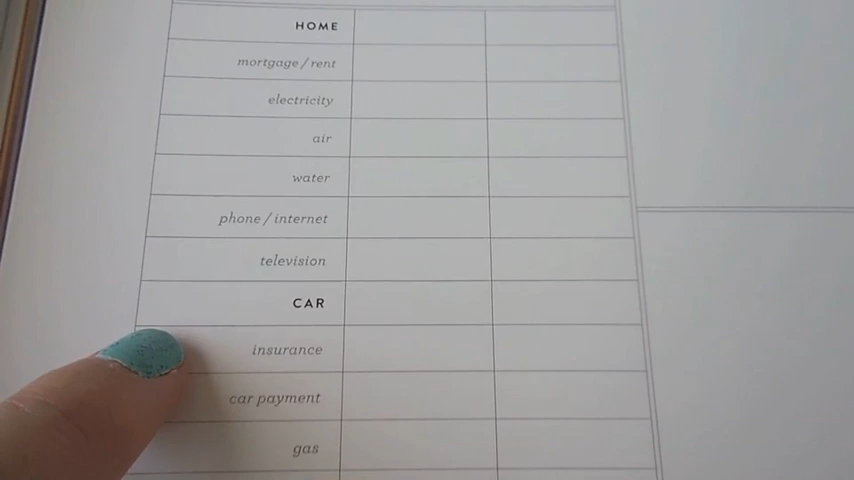 HOME
mortgage / rent
electricity
air
water
phone / internet
television
CAR
insurance
car payment
gas